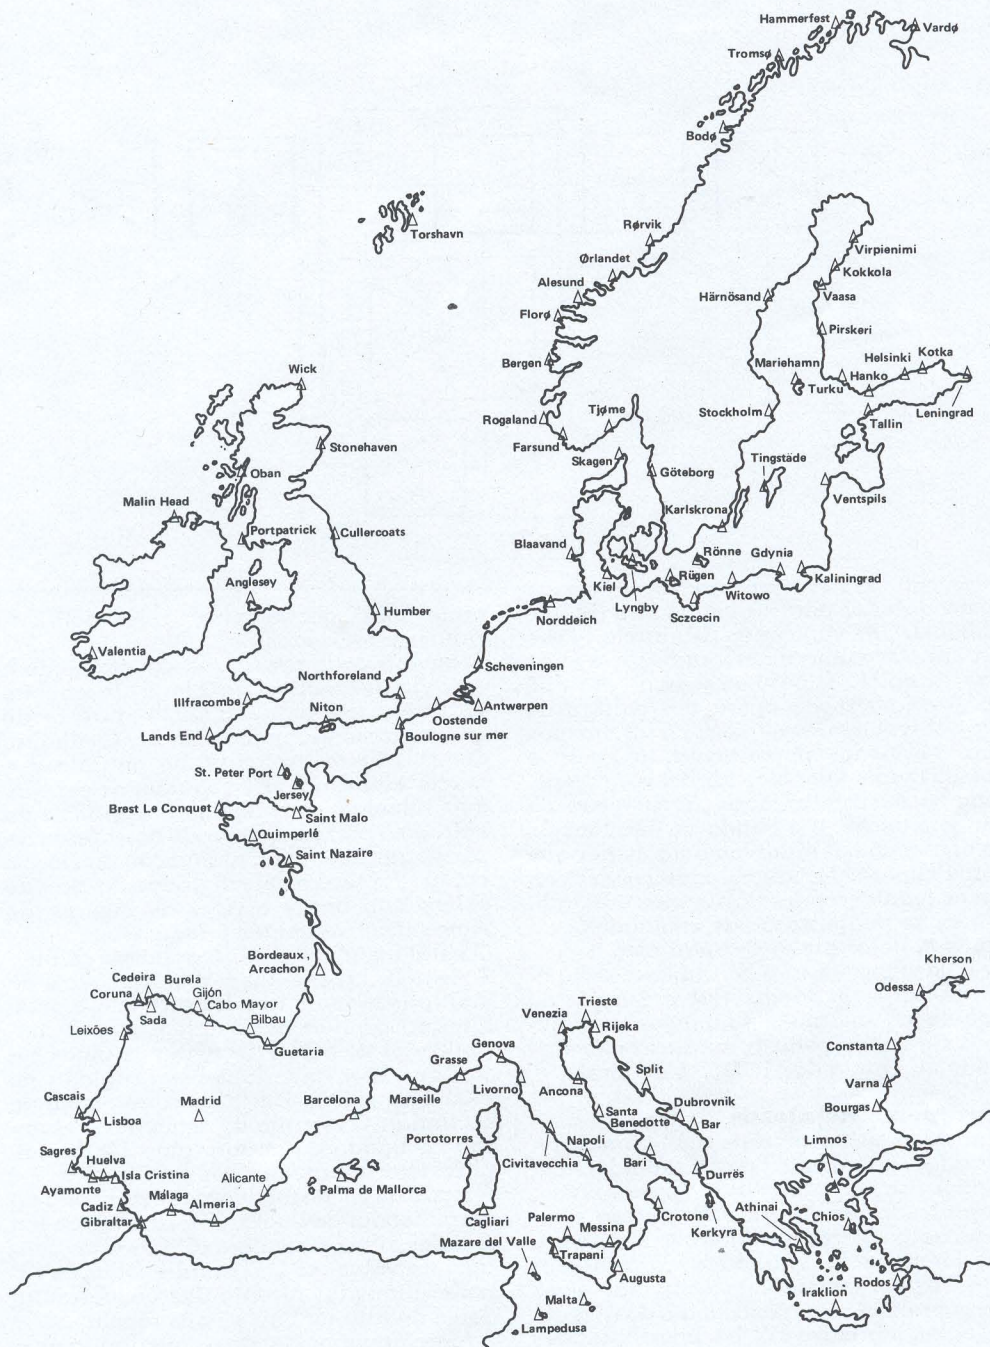 Hammerfest
Vardø
Tromsø
Bodø
Torshavn
Rørvik
Virpienimi
Ørlandet
Kokkola
Alesund
Härnösand
Vaasa
Florø
Pirskeri
Bergen
Mariehamn
Helsinki
Kotka
Wick
Turku
Hanko
Rogaland
Tjøme
Stockholm
Leningrad
Tallin
Farsund
Stonehaven
Skagen
Tingstäde
Oban
Göteborg
Ventspils
Malin Head
Karlskrona
Portpatrick
Cullercoats
Blaavand
Rönne
Gdynia
Anglesey
Kiel
Rügen
Kaliningrad
Humber
Norddeich
Lyngby
Witowo
Sczcecin
Valentia
Scheveningen
Northforeland
Illfracombe
Niton
Antwerpen
Oostende
Lands End
Boulogne sur mer
St. Peter Port
Jersey
Brest Le Conquet
Saint Malo
Quimperlé
Saint Nazaire
Bordeaux,
Arcachon
Kherson
Cedeira
Burela
Odessa
Coruna
Gijón
Cabo Mayor
Sada
Bilbau
Trieste
Leixões
Venezia
Rijeka
Guetaria
Genova
Constanta
Grasse
Split
Livorno
Ancona
Varna
Marseille
Cascais
Madrid
Barcelona
Dubrovnik
Bourgas
Lisboa
Santa
Benedotte
Bar
Portotorres
Napoli
Limnos
Sagres
Huelva
Civitavecchia
Bari
Isla Cristina
Alicante
Durrës
Ayamonte
Palma de Mallorca
Málaga
Cadiz
Almeria
Athinai
Gibraltar
Cagliari
Palermo
Messina
Crotone
Chios
Kerkyra
Mazare del Valle
Trapani
Augusta
Rodos
Iraklion
Malta
Lampedusa